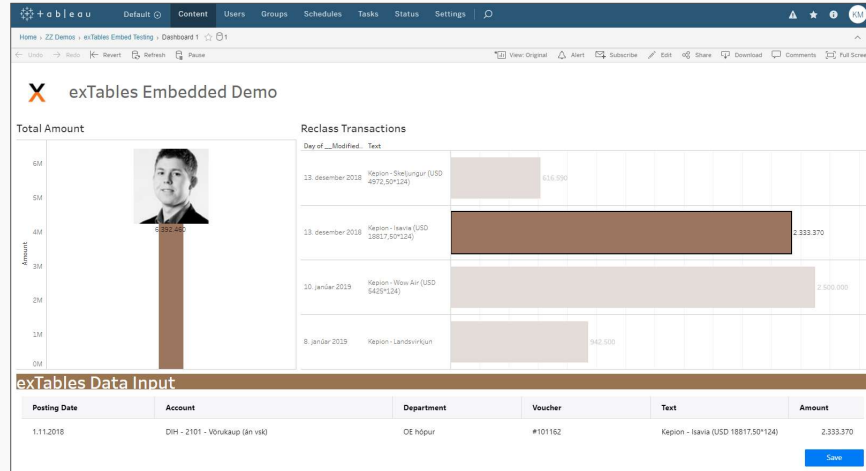 +ableau Default Content Users Groups Schedules Tasks Status Settings KM
Home › ZZ Demos › exTables Embed Testing › Dashboard 1 1
Undo Redo Revert Refresh Pause View: Original Alert Subscribe Edit Share Download Comments Full Scree
exTables Embedded Demo
Total Amount
Reclass Transactions
Day of __Modified.. Text
6M
5M
4M
3M
2M
1M
0M
Amount
6.392.460
13. desember 2018 Kepion - Skeljungur (USD
4972,50*124)
616.590
13. desember 2018 Kepion - Isavia (USD
18817,50*124)
2.333.370
10. janúar 2019 Kepion - Wow Air (USD
5425*124)
2.500.000
8. janúar 2019 Kepion - Landsvirkjun
942.500
exTables Data Input
Posting Date Account Department Voucher Text Amount
1.11.2018 DIH - 2101 - Vörukaup (án vsk) OE hópur #101162 Kepion - Isavia (USD 18817,50*124) 2.333.370
Save